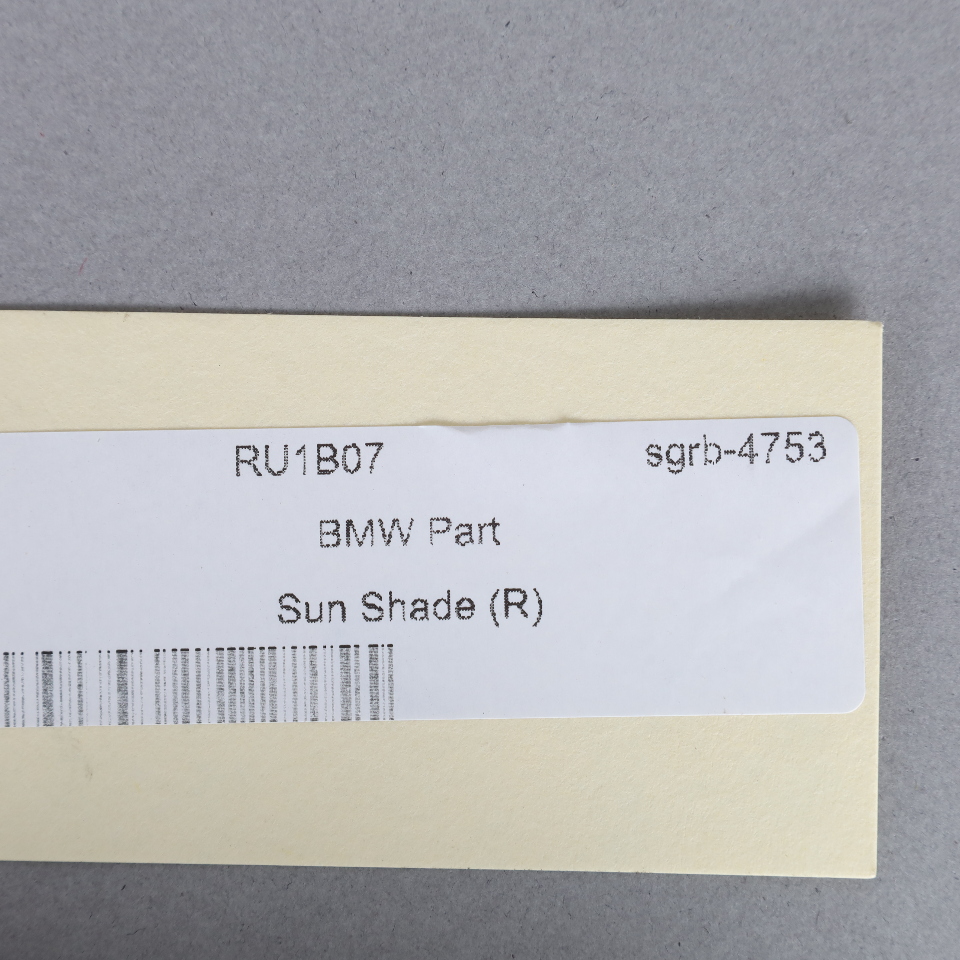 RU1B07 sgrb-4753
BMW Part
Sun Shade (R)